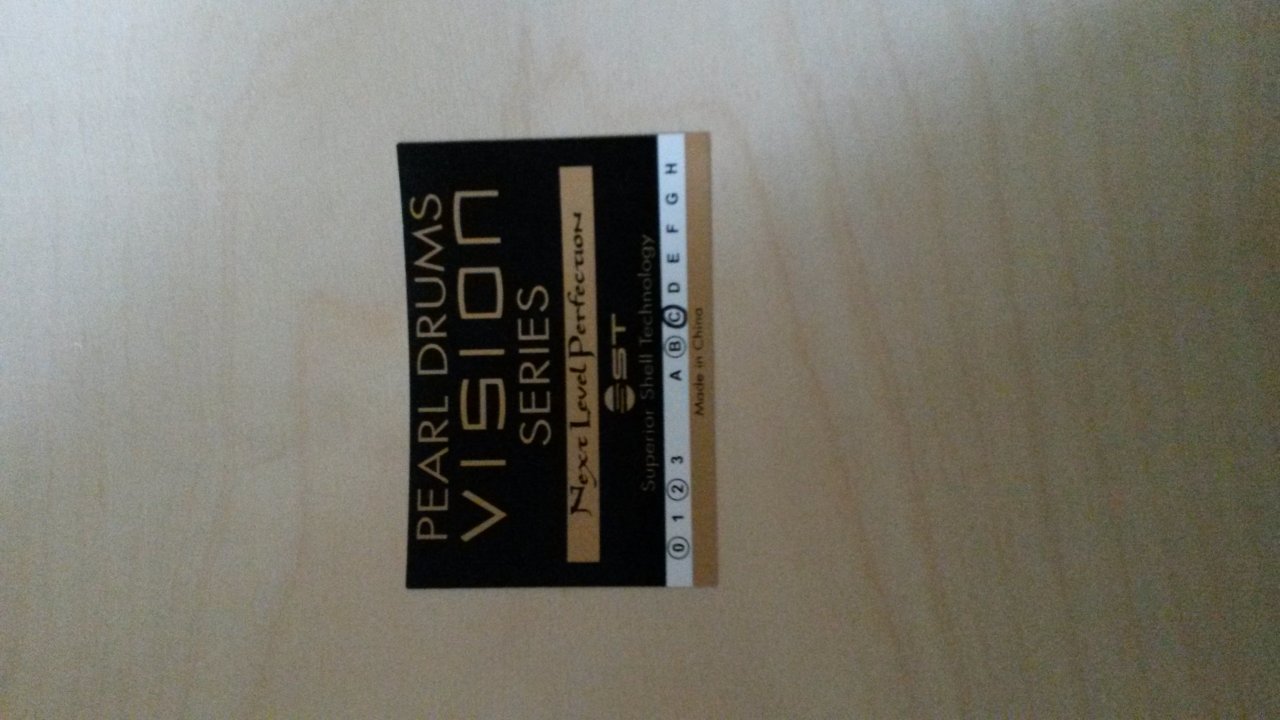 PEARL DRUMS
VISION
SERIES
Next Level Perfection
SST
Superior Shell Technology
0 1 2 3 A B C D E F G H
Made in China